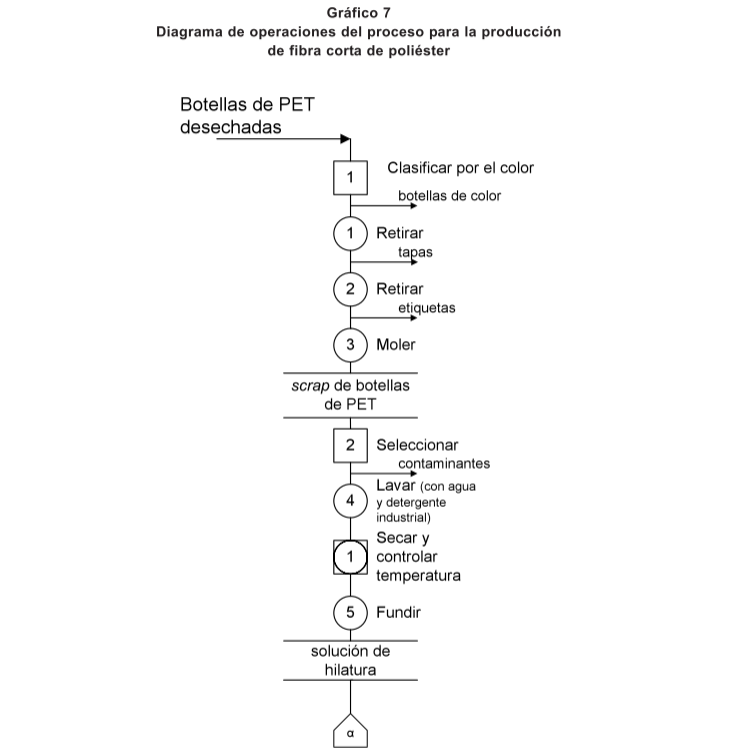 Gráfico 7
Diagrama de operaciones del proceso para la producción
de fibra corta de poliéster
Botellas de PET
desechadas
1
Clasificar por el color
botellas de color
1
Retirar
tapas
2
Retirar
etiquetas
3
Moler
scrap de botellas
de PET
2
Seleccionar
contaminantes
4
Lavar (con agua
y detergente
industrial)
1
Secar y
controlar
temperatura
5
Fundir
solución de
hilatura
α